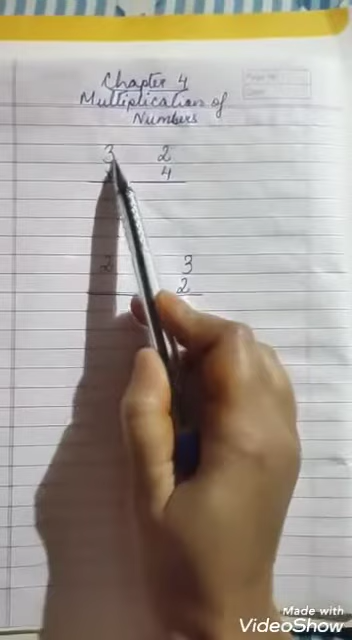 Chapter 4
Multiplication of
Numbers
3 2
4
2 3
2
Made with
VideoShow